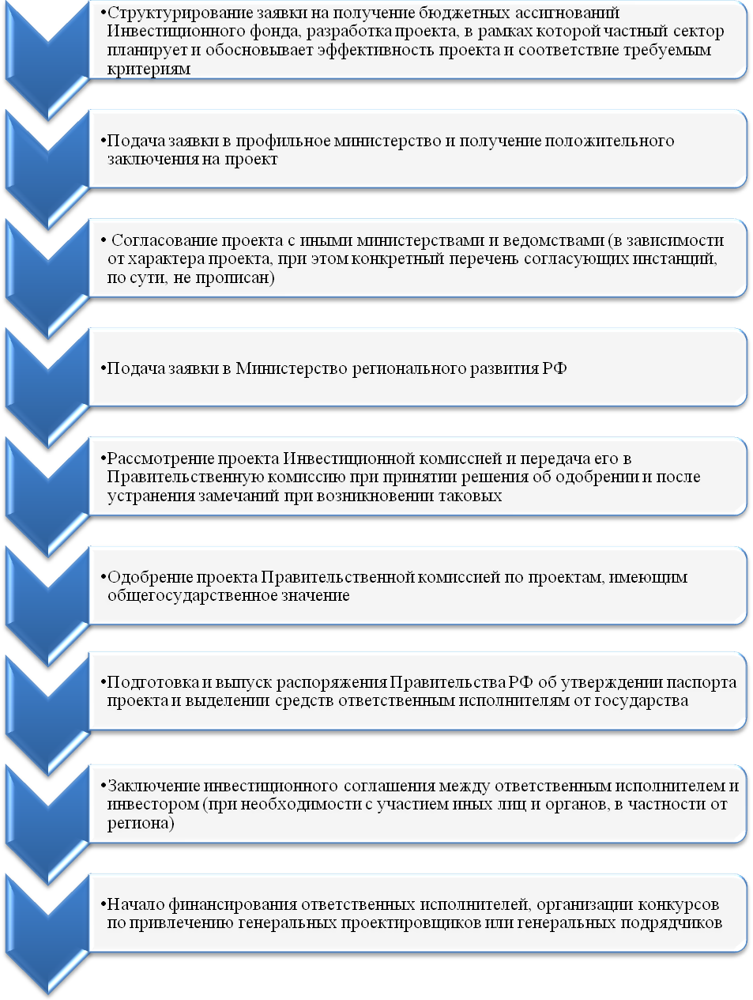 •Структурирование заявки на получение бюджетных ассигнований
Инвестиционного фонда, разработка проекта, в рамках которой частный сектор
планирует и обосновывает эффективность проекта и соответствие требуемым
критериям
•Подача заявки в профильное министерство и получение положительного
заключения на проект
• Согласование проекта с иными министерствами и ведомствами (в зависимости
от характера проекта, при этом конкретный перечень согласующих инстанций,
по сути, не прописан)
•Подача заявки в Министерство регионального развития РФ
•Рассмотрение проекта Инвестиционной комиссией и передача его в
Правительственную комиссию при принятии решения об одобрении и после
устранения замечаний при возникновении таковых
•Одобрение проекта Правительственной комиссией по проектам, имеющим
общегосударственное значение
•Подготовка и выпуск распоряжения Правительства РФ об утверждении паспорта
проекта и выделении средств ответственным исполнителям от государства
•Заключение инвестиционного соглашения между ответственным исполнителем и
инвестором (при необходимости с участием иных лиц и органов, в частности от
региона)
•Начало финансирования ответственных исполнителей, организации конкурсов
по привлечению генеральных проектировщиков или генеральных подрядчиков